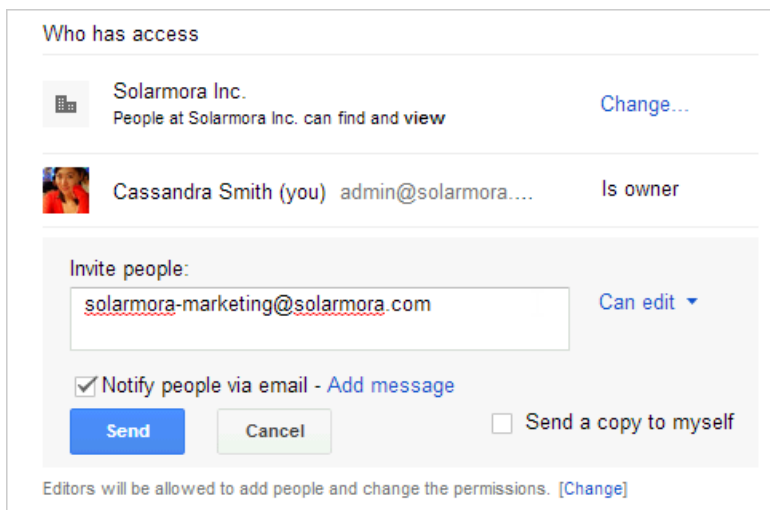 Who has access
Solarmora Inc.
People at Solarmora Inc. can find and view
Change...
Cassandra Smith (you) admin@solarmora....
Is owner
Invite people:
solarmora-marketing@solarmora.com
Can edit
Notify people via email - Add message
Send
Cancel
Send a copy to myself
Editors will be allowed to add people and change the permissions. [Change]